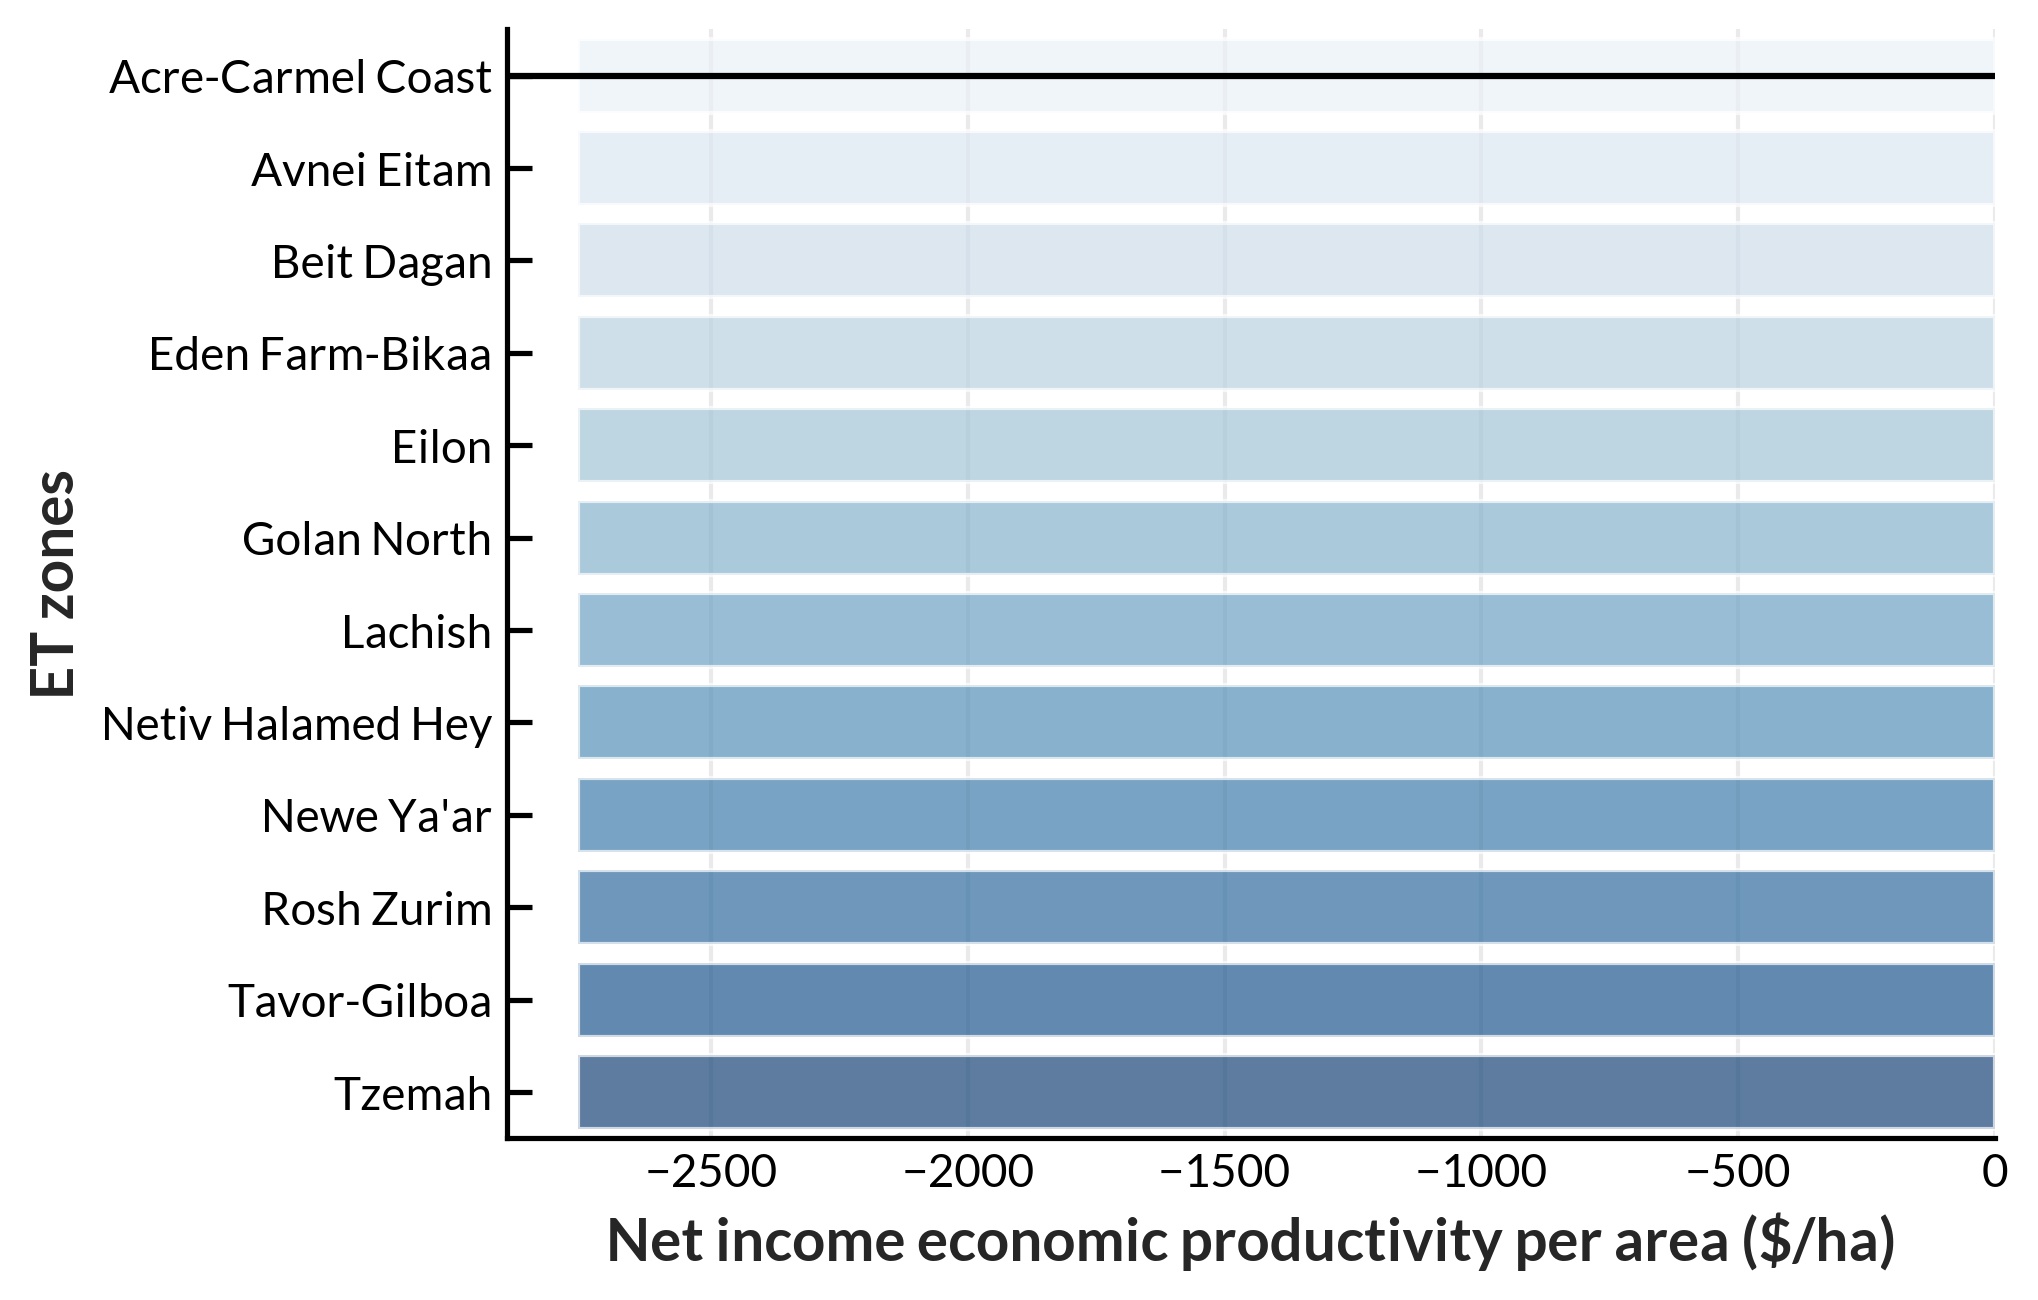 Acre-Carmel Coast
Avnei Eitam
Beit Dagan
Eden Farm-Bikaa
Eilon
Golan North
Lachish
Netiv Halamed Hey
Newe Ya'ar
Rosh Zurim
Tavor-Gilboa
Tzemah
ET zones
−2500 −2000 −1500 −1000 −500 0
Net income economic productivity per area ($/ha)